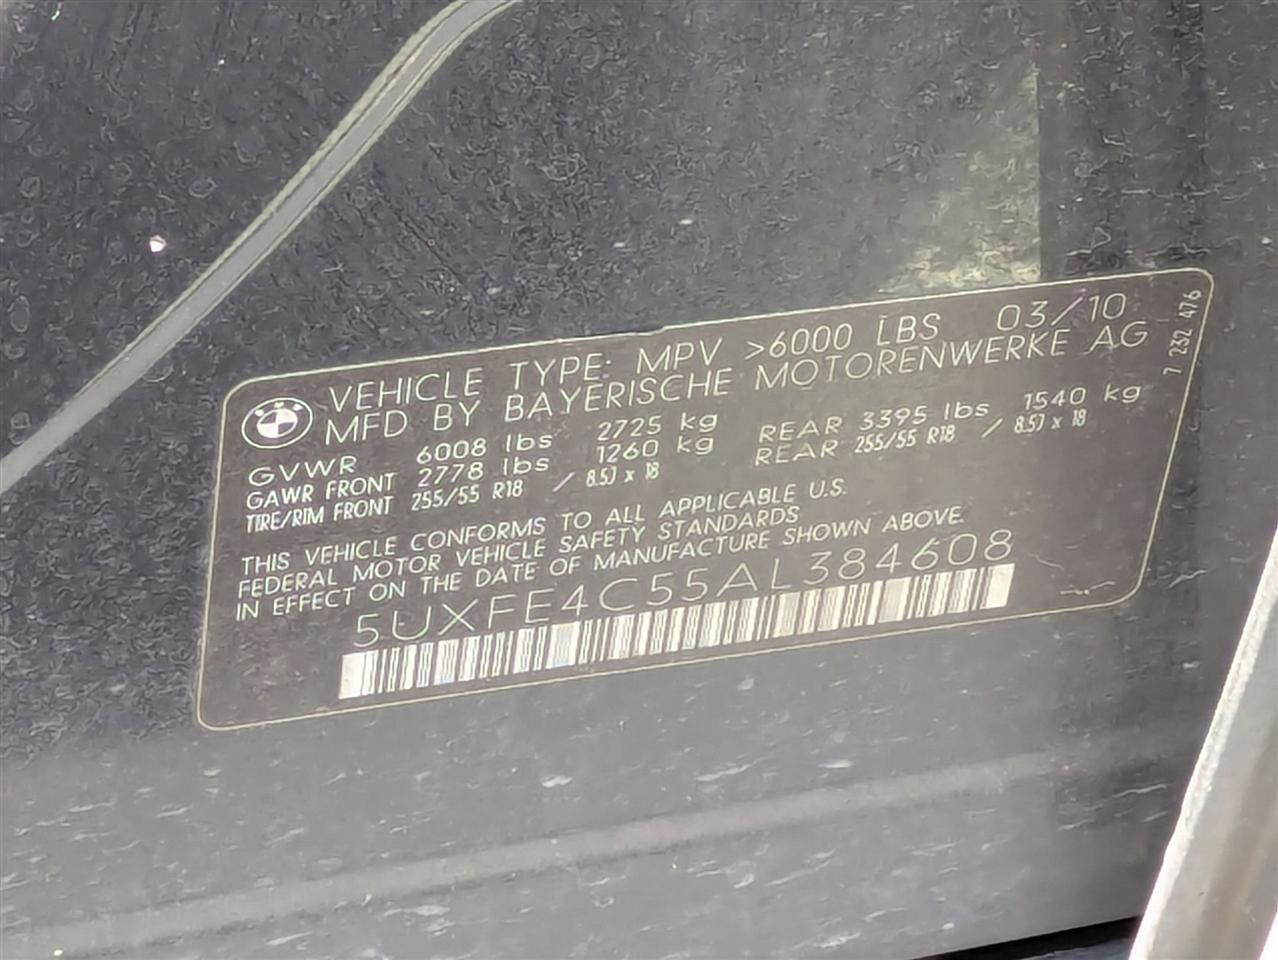 VEHICLE TYPE: MPV >6000 LBS 03/10
MFD BY BAYERISCHE MOTORENWERKE AG
7 232 476
GVWR 6008 lbs 2725 kg
GAWR FRONT 2778 lbs 1260 kg REAR 3395 lbs 1540 kg
TIRE/RIM FRONT 255/55 R18 / 8.5J x 18 REAR 255/55 R18 / 8.5J x 18
THIS VEHICLE CONFORMS TO ALL APPLICABLE U.S.
FEDERAL MOTOR VEHICLE SAFETY STANDARDS
IN EFFECT ON THE DATE OF MANUFACTURE SHOWN ABOVE.
5UXFE4C55AL384608